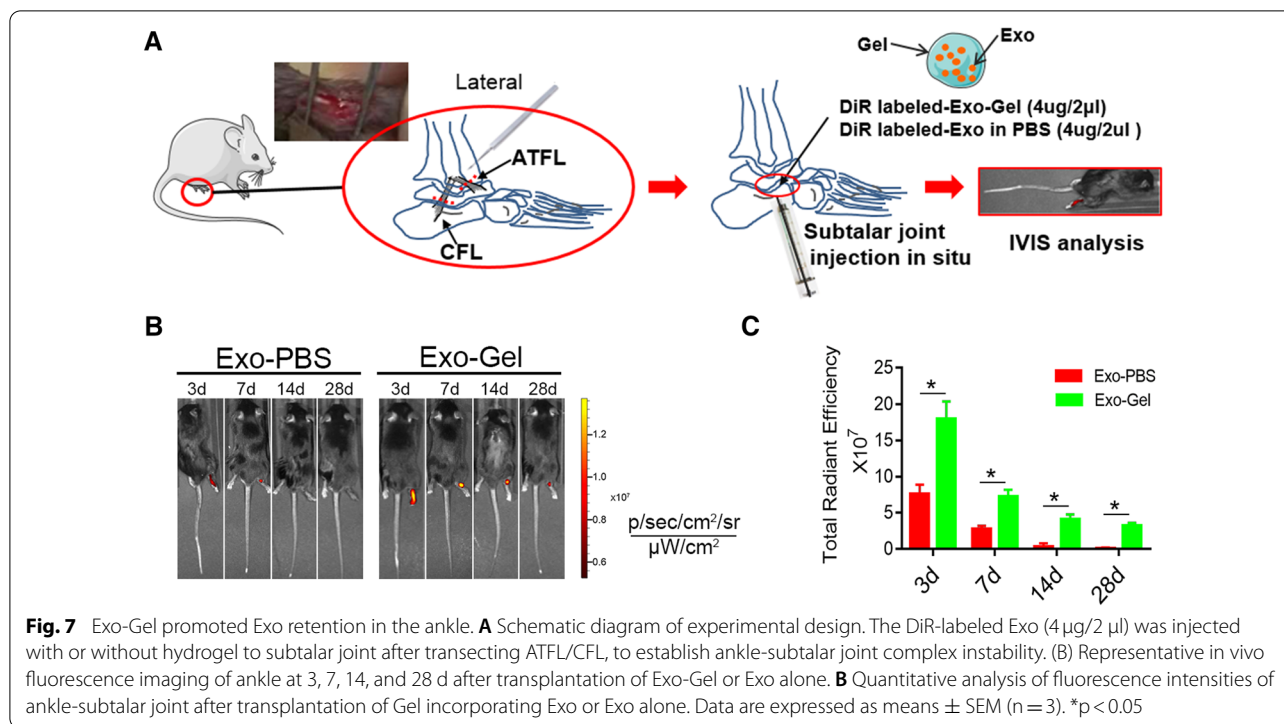 A
Lateral
ATFL
CFL
Gel
Exo
DiR labeled-Exo-Gel (4ug/2µl)
DiR labeled-Exo in PBS (4ug/2ul )
Subtalar joint
injection in situ
IVIS analysis
B
Exo-PBS
Exo-Gel
3d 7d 14d 28d
3d 7d 14d 28d
1.2
1.0
x10⁷
0.8
0.6
p/sec/cm²/sr
µW/cm²
C
Total Radiant Efficiency
X10⁷
25
20
15
10
5
0
* * * *
Exo-PBS
Exo-Gel
3d 7d 14d 28d
Fig. 7 Exo-Gel promoted Exo retention in the ankle. A Schematic diagram of experimental design. The DiR-labeled Exo (4 µg/2 µl) was injected
with or without hydrogel to subtalar joint after transecting ATFL/CFL, to establish ankle-subtalar joint complex instability. (B) Representative in vivo
fluorescence imaging of ankle at 3, 7, 14, and 28 d after transplantation of Exo-Gel or Exo alone. B Quantitative analysis of fluorescence intensities of
ankle-subtalar joint after transplantation of Gel incorporating Exo or Exo alone. Data are expressed as means ± SEM (n = 3). *p < 0.05